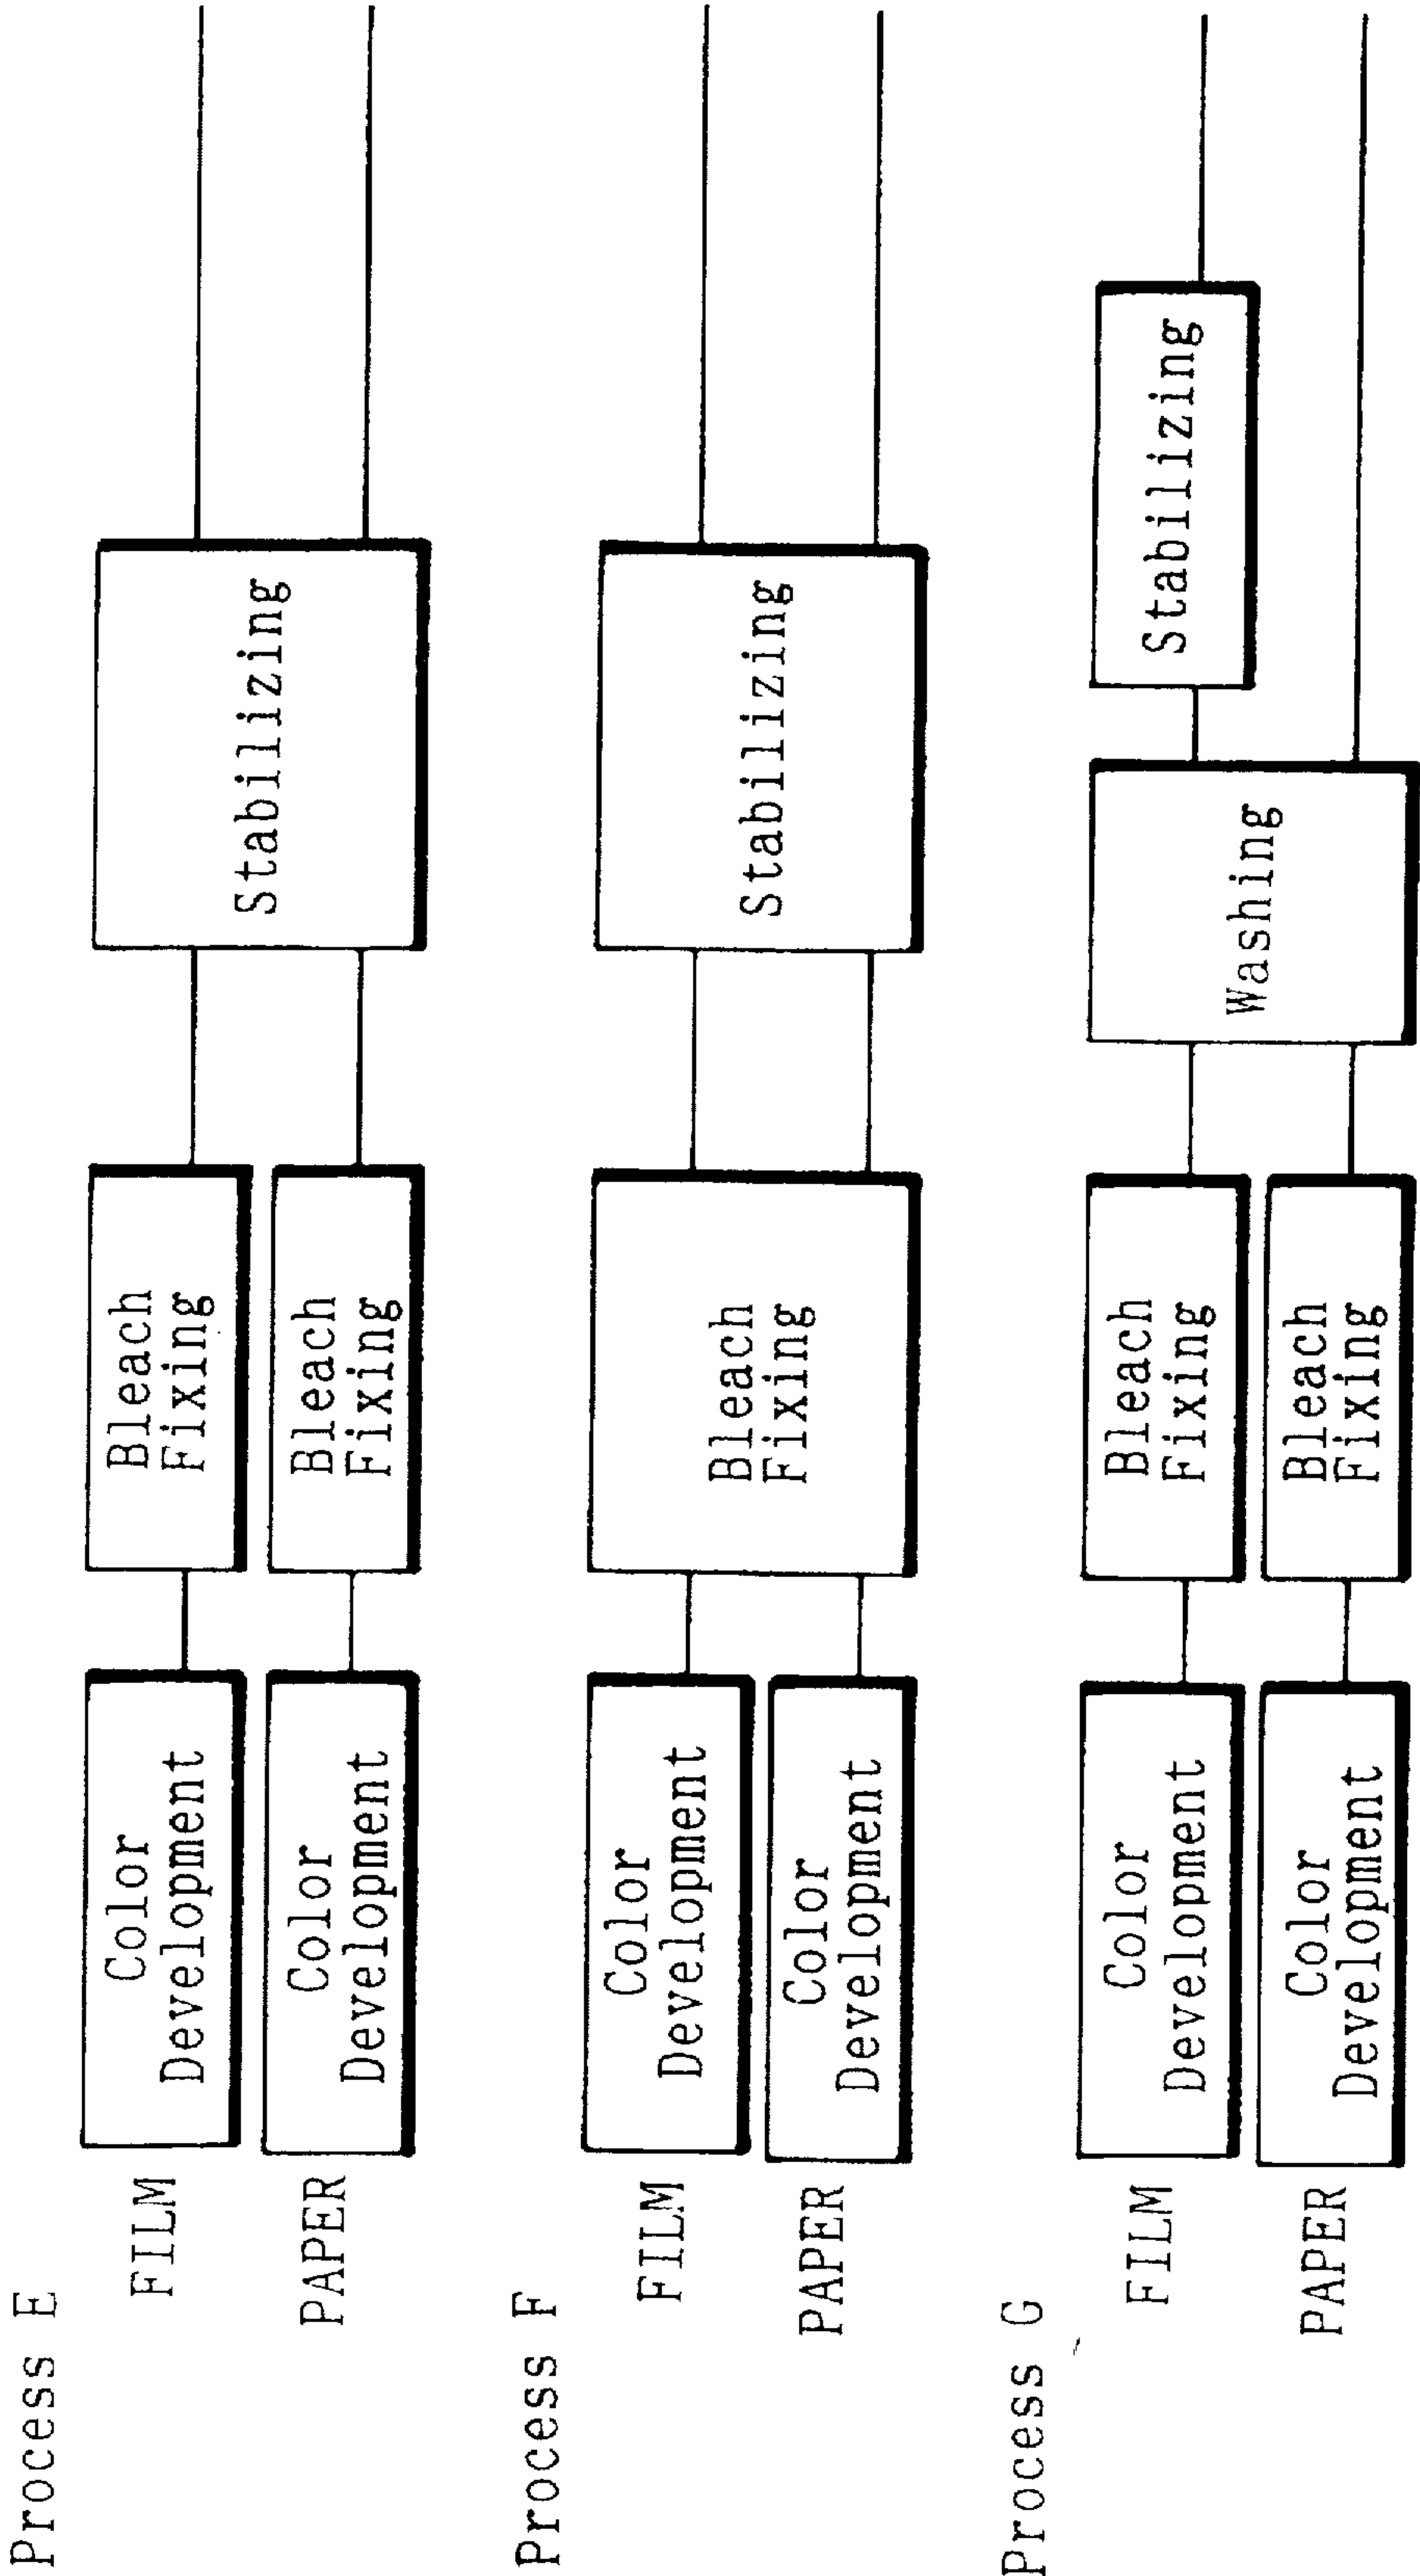 Process E
FILM
Color
Development
Bleach
Fixing
Stabilizing
PAPER
Color
Development
Bleach
Fixing
Process F
FILM
Color
Development
Bleach
Fixing
Stabilizing
PAPER
Color
Development
Process G
FILM
Color
Development
Bleach
Fixing
Washing
Stabilizing
PAPER
Color
Development
Bleach
Fixing